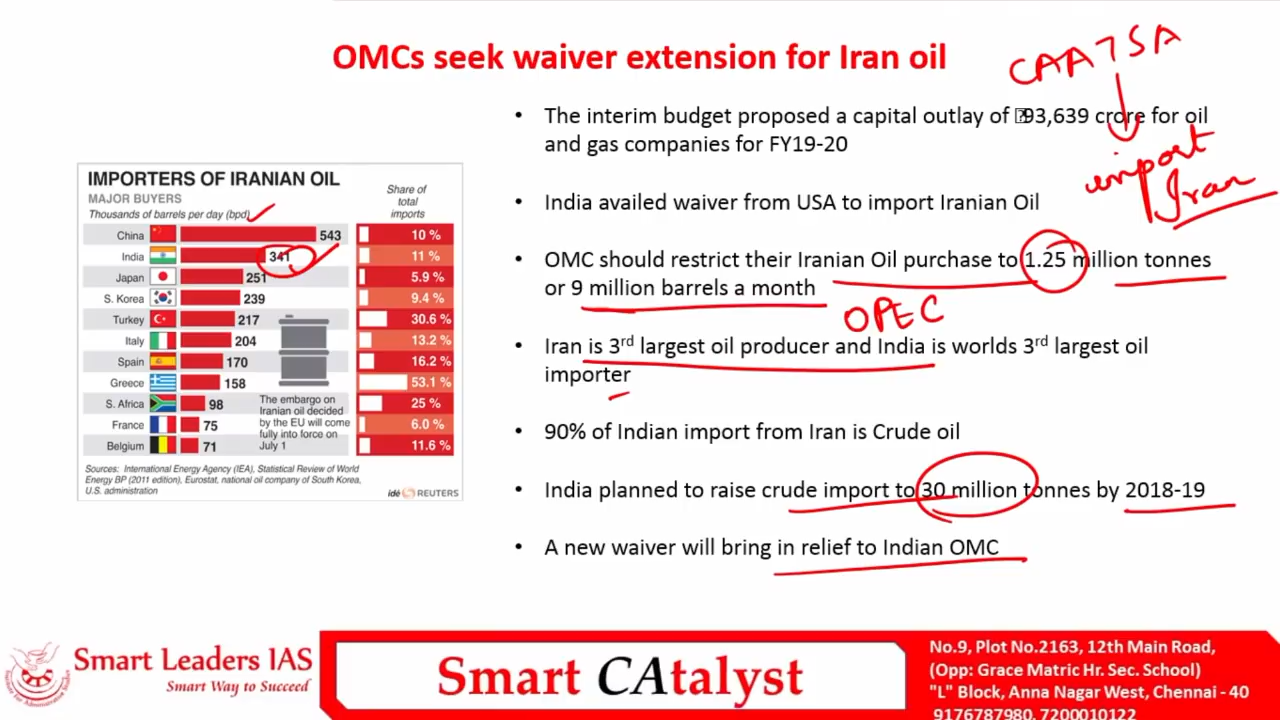 OMCs seek waiver extension for Iran oil
CAATSA
import
Iran
• The interim budget proposed a capital outlay of 93,639 crore for oil
and gas companies for FY19-20
• India availed waiver from USA to import Iranian Oil
• OMC should restrict their Iranian Oil purchase to 1.25 million tonnes
or 9 million barrels a month
OPEC
• Iran is 3rd largest oil producer and India is worlds 3rd largest oil
importer
• 90% of Indian import from Iran is Crude oil
• India planned to raise crude import to 30 million tonnes by 2018-19
• A new waiver will bring in relief to Indian OMC
IMPORTERS OF IRANIAN OIL
MAJOR BUYERS
Thousands of barrels per day (bpd)
Share of
total
imports
China 543 10 %
India 341 11 %
Japan 251 5.9 %
S. Korea 239 9.4 %
Turkey 217 30.6 %
Italy 204 13.2 %
Spain 170 16.2 %
Greece 158 53.1 %
S. Africa 98 25 %
France 75 6.0 %
Belgium 71 11.6 %
The embargo on
Iranian oil decided
by the EU will come
fully into force on
July 1
Sources: International Energy Agency (IEA), Statistical Review of World
Energy BP (2011 edition), Eurostat, national oil company of South Korea,
U.S. administration
idé REUTERS
Smart Leaders IAS
Smart Way to Succeed
Smart CAtalyst
No.9, Plot No.2163, 12th Main Road,
(Opp: Grace Matric Hr. Sec. School)
"L" Block, Anna Nagar West, Chennai - 40
9176787980, 7200010122